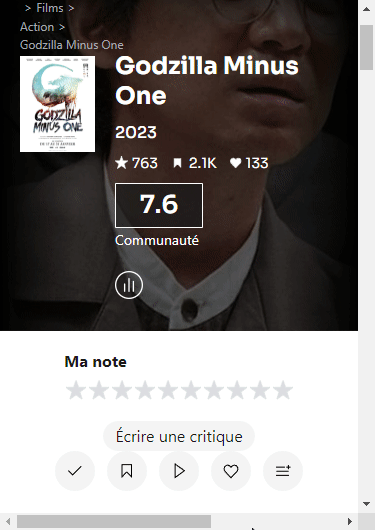 > Films >
Action >
Godzilla Minus One
GODZILLA
MINUS ONE
Godzilla Minus
One
2023
763 2.1K 133
7.6
Communauté
Ma note
Écrire une critique